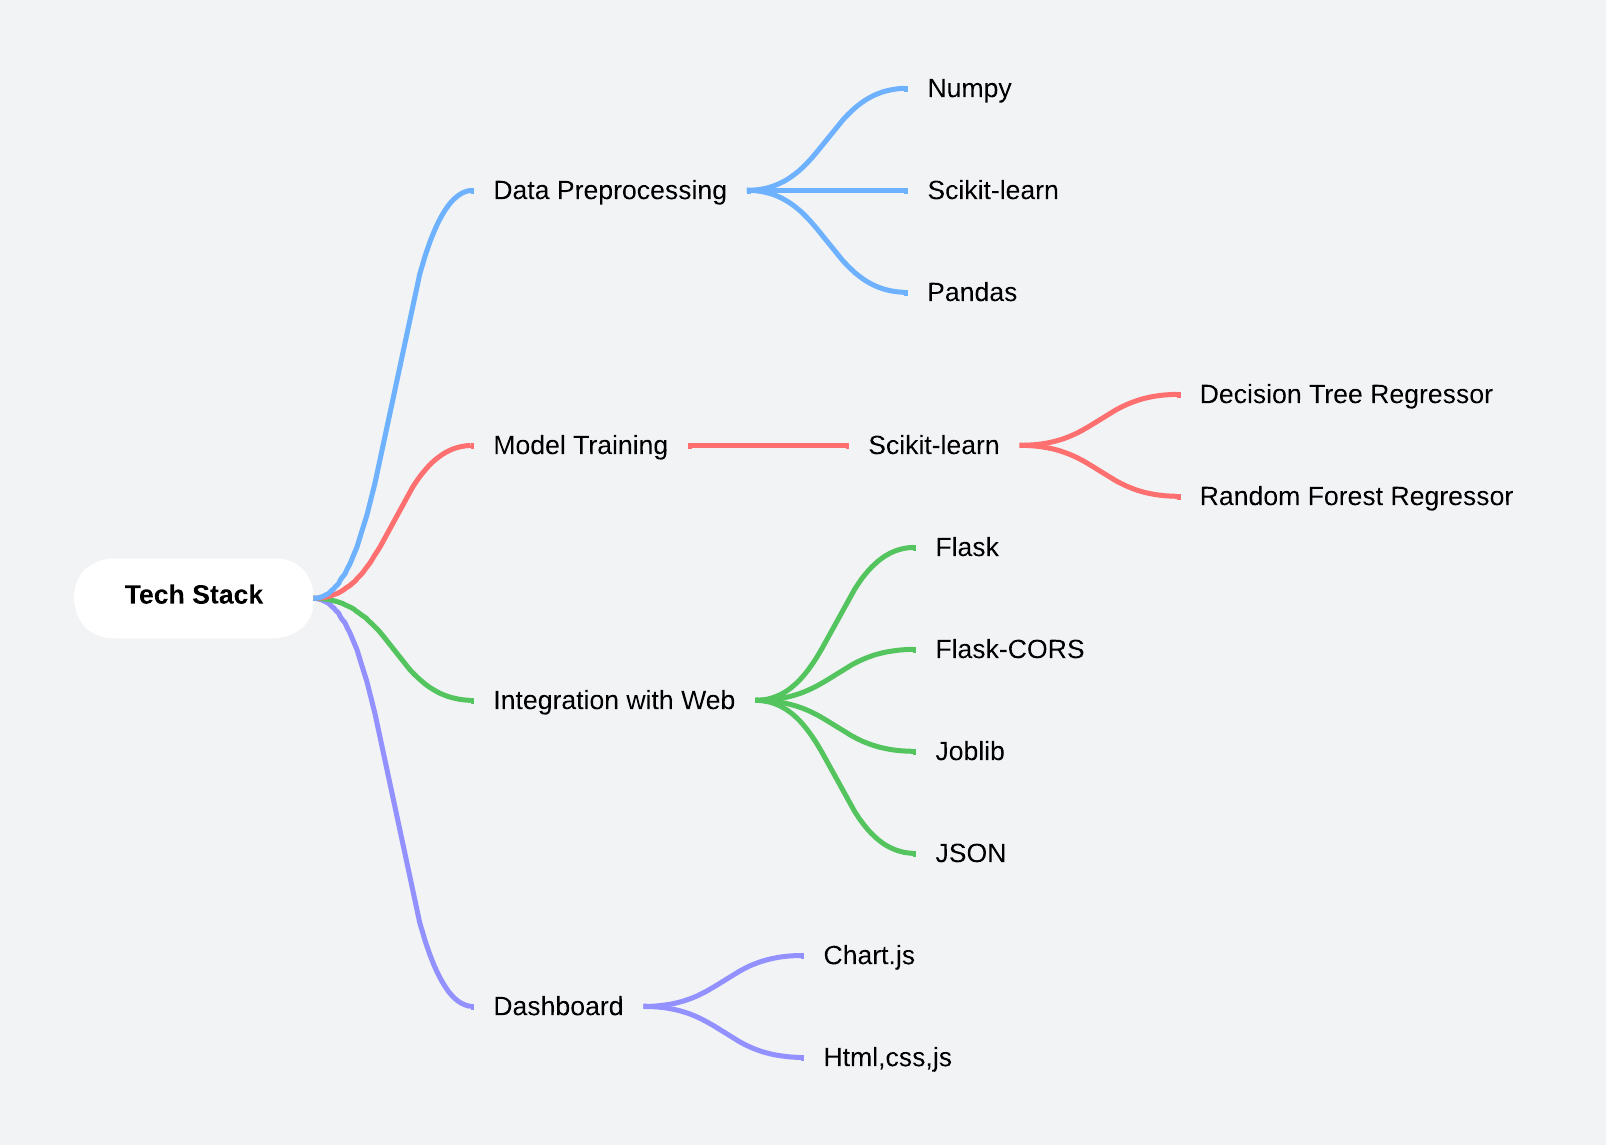 Tech Stack
Data Preprocessing
Numpy
Scikit-learn
Pandas
Model Training
Scikit-learn
Decision Tree Regressor
Random Forest Regressor
Integration with Web
Flask
Flask-CORS
Joblib
JSON
Dashboard
Chart.js
Html,css,js